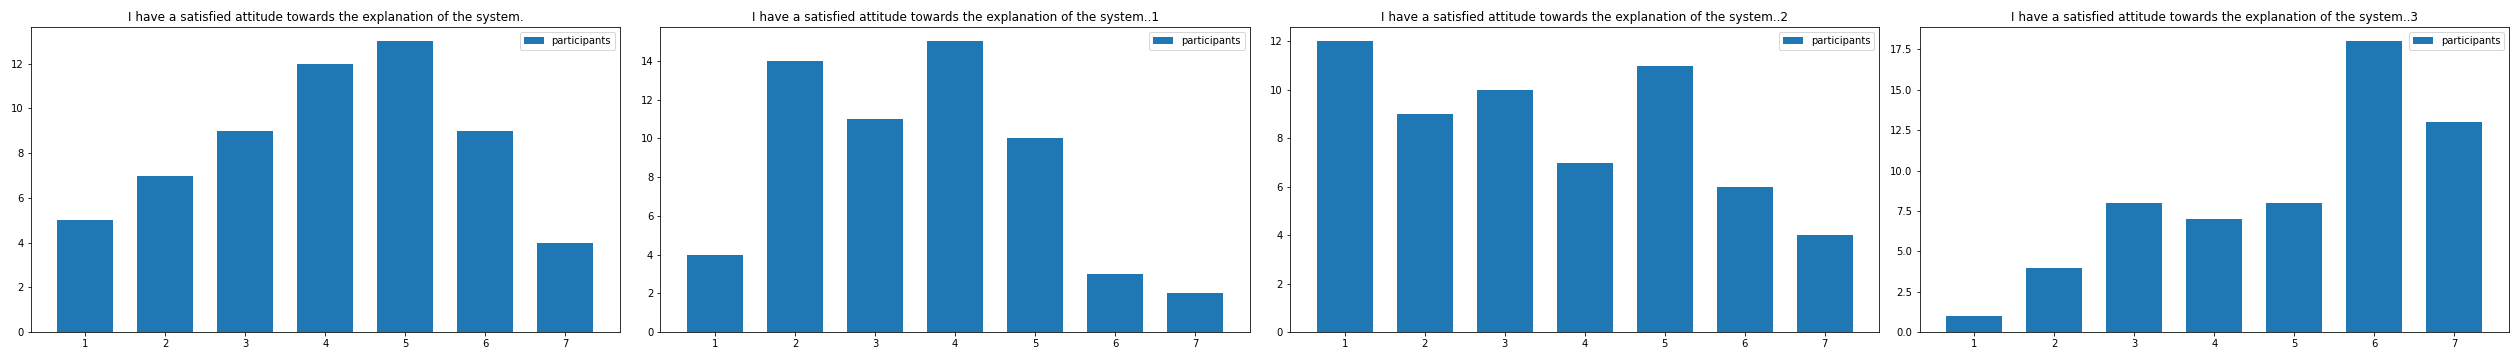 I have a satisfied attitude towards the explanation of the system.
participants
12
10
8
6
4
2
0
1 2 3 4 5 6 7
I have a satisfied attitude towards the explanation of the system..1
participants
14
12
10
8
6
4
2
0
1 2 3 4 5 6 7
I have a satisfied attitude towards the explanation of the system..2
participants
12
10
8
6
4
2
0
1 2 3 4 5 6 7
I have a satisfied attitude towards the explanation of the system..3
participants
17.5
15.0
12.5
10.0
7.5
5.0
2.5
0.0
1 2 3 4 5 6 7